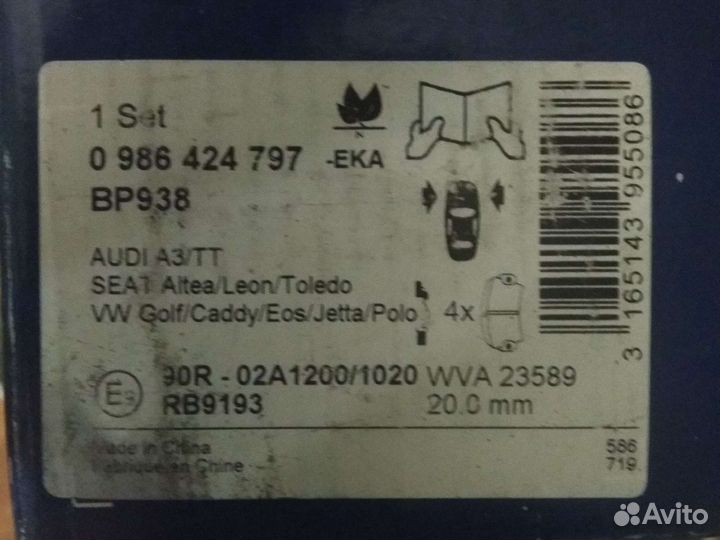 1 Set
0 986 424 797 -EKA
BP938
AUDI A3/TT
SEAT Altea/Leon/Toledo
VW Golf/Caddy/Eos/Jetta/Polo
4x
90R - 02A1200/1020 WVA 23589
RB9193 20.0 mm
Made in China
Fabriqué en Chine
586
719
3 165143 955086
Avito